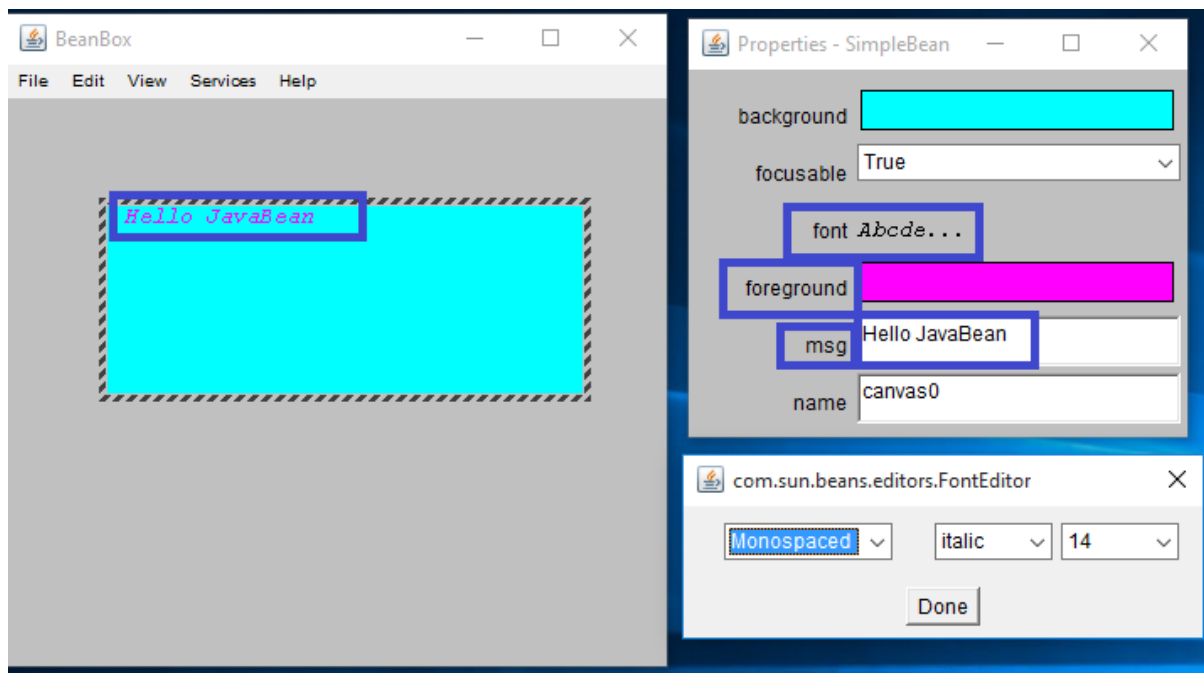 BeanBox
File Edit View Services Help
Hello JavaBean
Properties - SimpleBean
background
focusable True
font Abcde...
foreground
msg Hello JavaBean
name canvas0
com.sun.beans.editors.FontEditor
Monospaced italic 14
Done